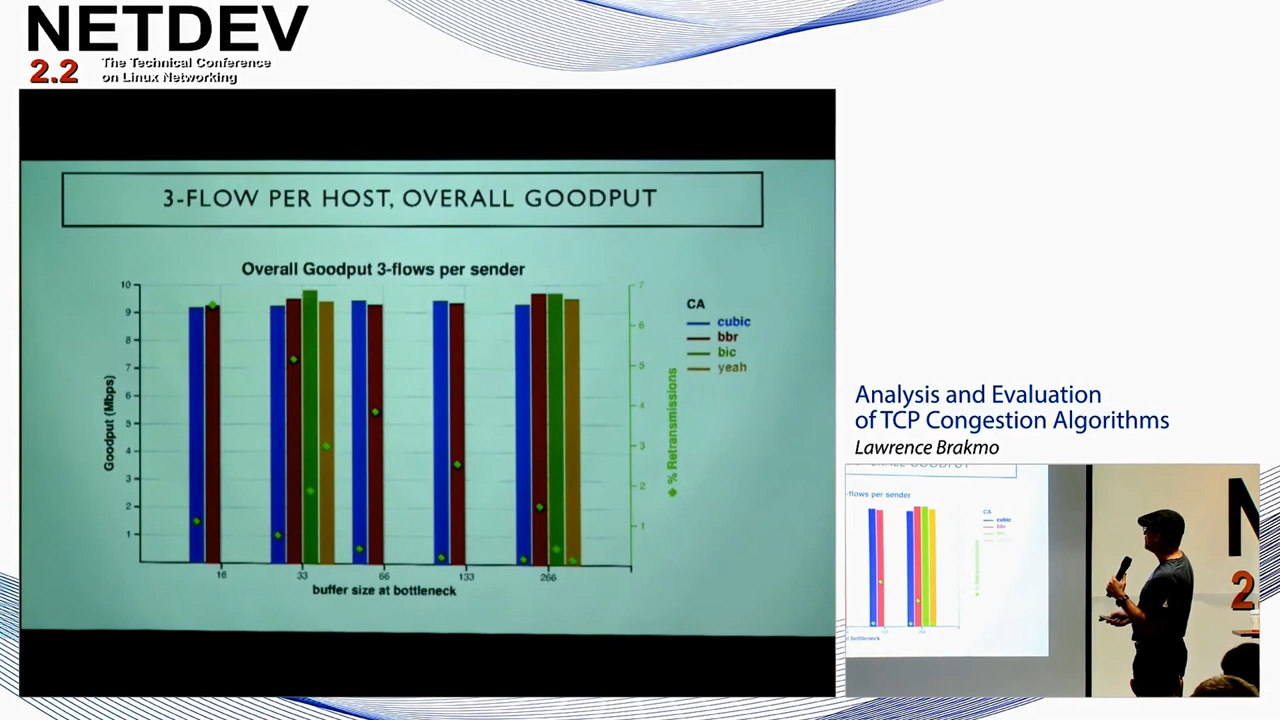 NETDEV
2.2
The Technical Conference
on Linux Networking
3-FLOW PER HOST, OVERALL GOODPUT
Overall Goodput 3-flows per sender
10
9
8
7
6
5
4
3
2
1
Goodput (Mbps)
16
33
66
133
266
buffer size at bottleneck
7
6
5
4
3
2
1
% Retransmissions
CA
cubic
bbr
bic
yeah
Analysis and Evaluation
of TCP Congestion Algorithms
Lawrence Brakmo
-flows per sender
CA
cubic
bbr
bottleneck
N
2